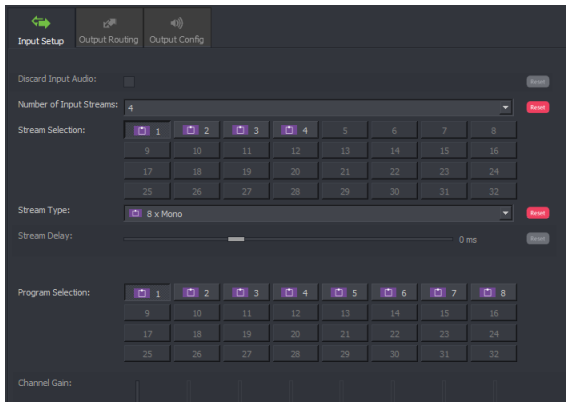 Input Setup Output Routing Output Config
Discard Input Audio: Reset
Number of Input Streams: 4 Reset
Stream Selection: 1 2 3 4 5 6 7 8
9 10 11 12 13 14 15 16
17 18 19 20 21 22 23 24
25 26 27 28 29 30 31 32
Stream Type: 8 x Mono Reset
Stream Delay: 0 ms Reset
Program Selection: 1 2 3 4 5 6 7 8
9 10 11 12 13 14 15 16
17 18 19 20 21 22 23 24
25 26 27 28 29 30 31 32
Channel Gain: